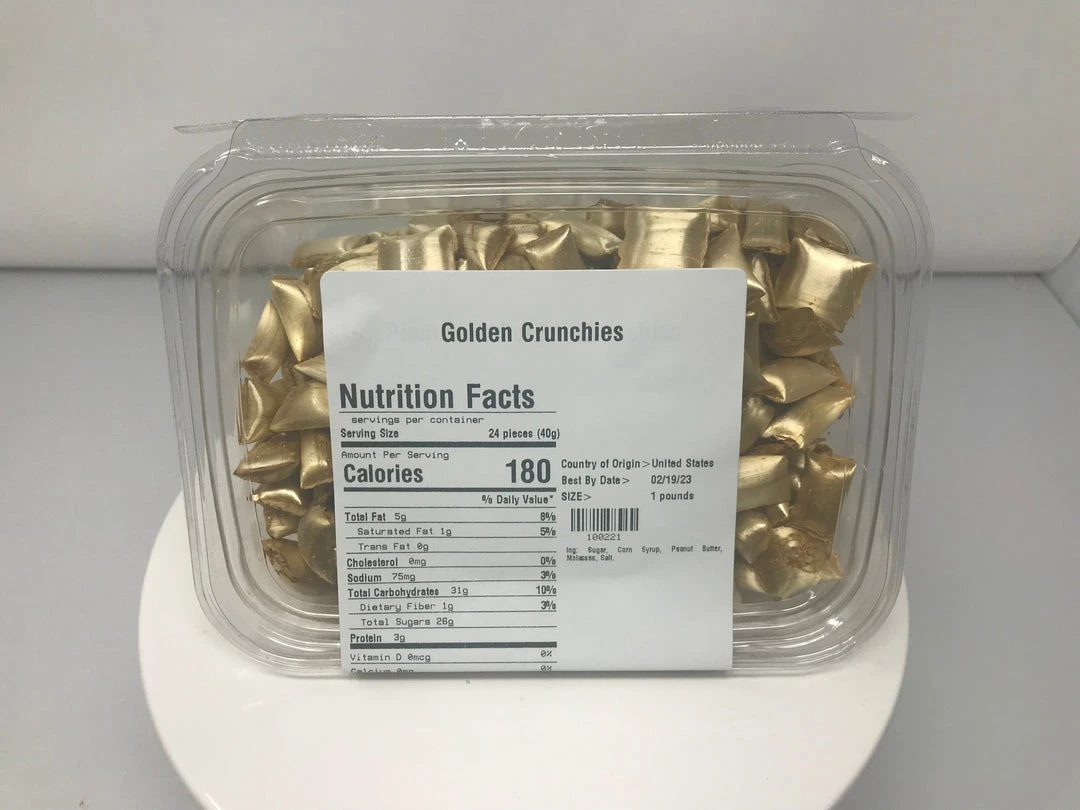 Golden Crunchies
Nutrition Facts
servings per container
Serving Size 24 pieces (40g)
Amount Per Serving
Calories 180
% Daily Value*
Total Fat 5g 8%
Saturated Fat 1g 5%
Trans Fat 0g
Cholesterol 0mg 0%
Sodium 75mg 3%
Total Carbohydrates 31g 10%
Dietary Fiber 1g 3%
Total Sugars 26g
Protein 3g
Vitamin D 0mcg 0%
Calcium 0mg 0%
Country of Origin> United States
Best By Date> 02/19/23
SIZE> 1 pounds
100221
Ing: Sugar, Corn Syrup, Peanut Butter,
Molasses, Salt.